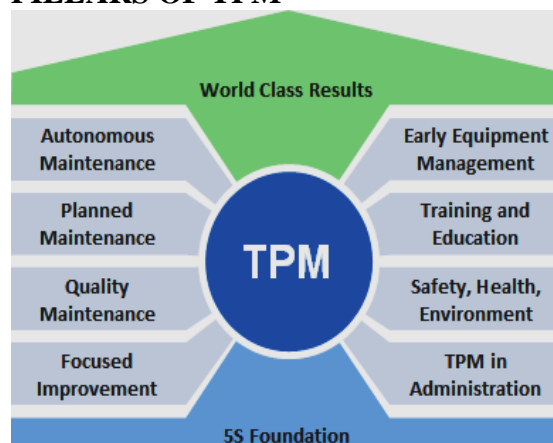 PILLARS OF TPM
World Class Results
Autonomous
Maintenance
Early Equipment
Management
Planned
Maintenance
Training and
Education
TPM
Quality
Maintenance
Safety, Health,
Environment
Focused
Improvement
TPM in
Administration
5S Foundation